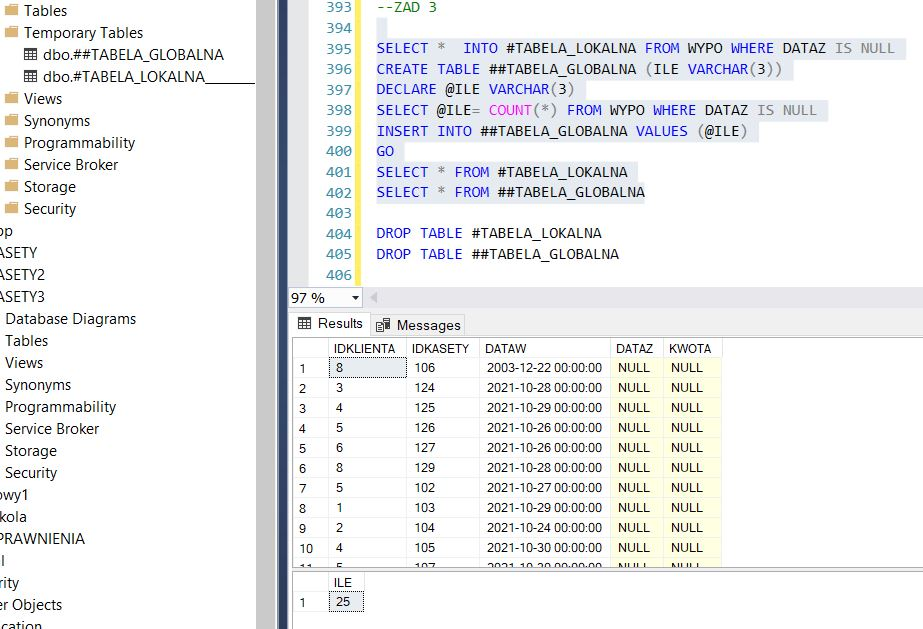 Tables
Temporary Tables
dbo.##TABELA_GLOBALNA
dbo.#TABELA_LOKALNA______
Views
Synonyms
Programmability
Service Broker
Storage
Security
op
ASETY
ASETY2
ASETY3
Database Diagrams
Tables
Views
Synonyms
Programmability
Service Broker
Storage
Security
owy1
kola
PRAWNIENIA
l
rity
er Objects
ication
393 --ZAD 3
394
395 SELECT *  INTO #TABELA_LOKALNA FROM WYPO WHERE DATAZ IS NULL
396 CREATE TABLE ##TABELA_GLOBALNA (ILE VARCHAR(3))
397 DECLARE @ILE VARCHAR(3)
398 SELECT @ILE= COUNT(*) FROM WYPO WHERE DATAZ IS NULL
399 INSERT INTO ##TABELA_GLOBALNA VALUES (@ILE)
400 GO
401 SELECT * FROM #TABELA_LOKALNA
402 SELECT * FROM ##TABELA_GLOBALNA
403
404 DROP TABLE #TABELA_LOKALNA
405 DROP TABLE ##TABELA_GLOBALNA
406
97 %
Results Messages
IDKLIENTA IDKASETY DATAW DATAZ KWOTA
1 8 106 2003-12-22 00:00:00 NULL NULL
2 3 124 2021-10-28 00:00:00 NULL NULL
3 4 125 2021-10-29 00:00:00 NULL NULL
4 5 126 2021-10-26 00:00:00 NULL NULL
5 6 127 2021-10-26 00:00:00 NULL NULL
6 8 129 2021-10-28 00:00:00 NULL NULL
7 5 102 2021-10-27 00:00:00 NULL NULL
8 1 103 2021-10-29 00:00:00 NULL NULL
9 2 104 2021-10-24 00:00:00 NULL NULL
10 4 105 2021-10-30 00:00:00 NULL NULL
ILE
1 25